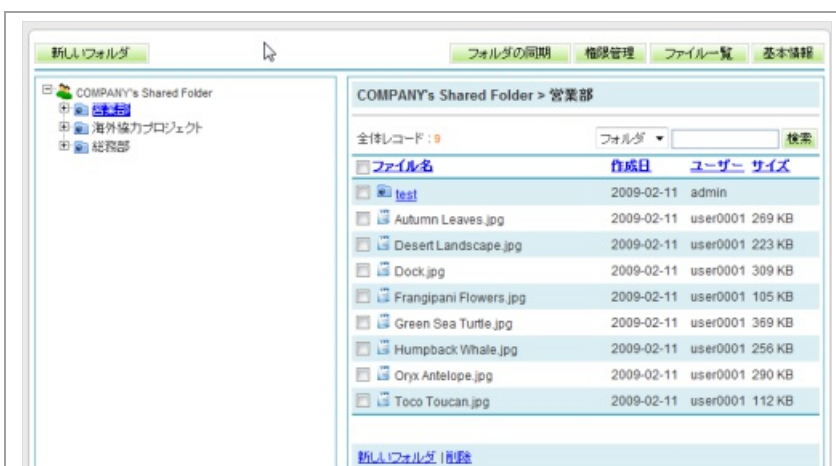 新しいフォルダ フォルダの同期 権限管理 ファイル一覧 基本情報
COMPANY's Shared Folder
営業部
海外協力プロジェクト
総務部
COMPANY's Shared Folder > 営業部
全体レコード : 9 フォルダ 検索
ファイル名 作成日 ユーザー サイズ
test 2009-02-11 admin
Autumn Leaves.jpg 2009-02-11 user0001 269 KB
Desert Landscape.jpg 2009-02-11 user0001 223 KB
Dock.jpg 2009-02-11 user0001 309 KB
Frangipani Flowers.jpg 2009-02-11 user0001 105 KB
Green Sea Turtle.jpg 2009-02-11 user0001 369 KB
Humpback Whale.jpg 2009-02-11 user0001 256 KB
Oryx Antelope.jpg 2009-02-11 user0001 290 KB
Toco Toucan.jpg 2009-02-11 user0001 112 KB
新しいフォルダ | 削除